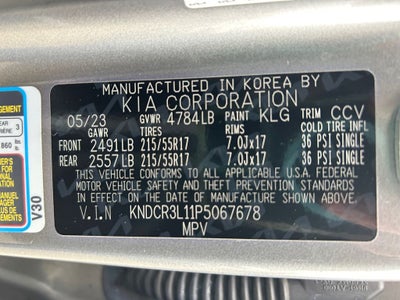 MANUFACTURED IN KOREA BY
KIA CORPORATION
05/23 GVWR 4784LB PAINT KLG TRIM CCV
GAWR TIRES RIMS COLD TIRE INFL
FRONT 2491LB 215/55R17 7.0Jx17 36 PSI SINGLE
REAR 2557LB 215/55R17 7.0Jx17 36 PSI SINGLE
THIS VEHICLE CONFORMS TO ALL APPLICABLE U.S.A. FEDERAL
MOTOR VEHICLE SAFETY AND THEFT PREVENTION STANDARDS
IN EFFECT ON THE DATE OF MANUFACTURE SHOWN ABOVE.
V.I.N KNDCR3L11P5067678
MPV
V30
3
860